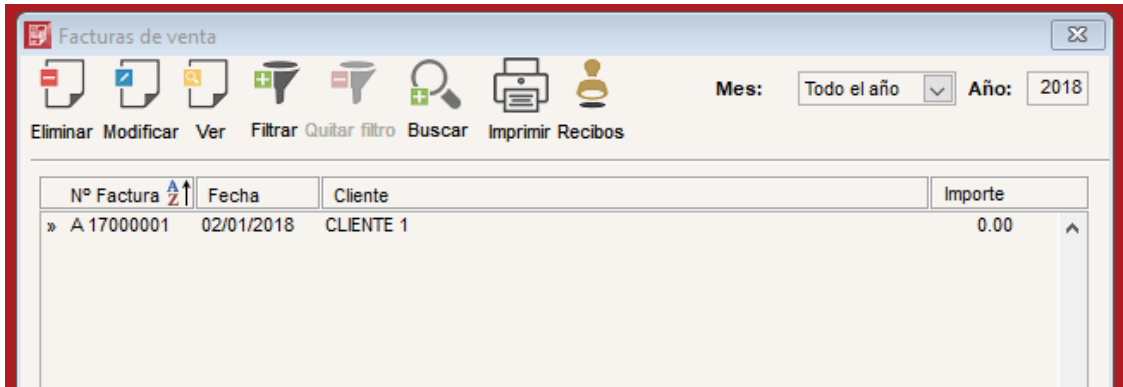 Facturas de venta
Mes: Todo el año Año: 2018
Eliminar Modificar Ver Filtrar Quitar filtro Buscar Imprimir Recibos
Nº Factura AZ Fecha Cliente Importe
» A 17000001 02/01/2018 CLIENTE 1 0.00